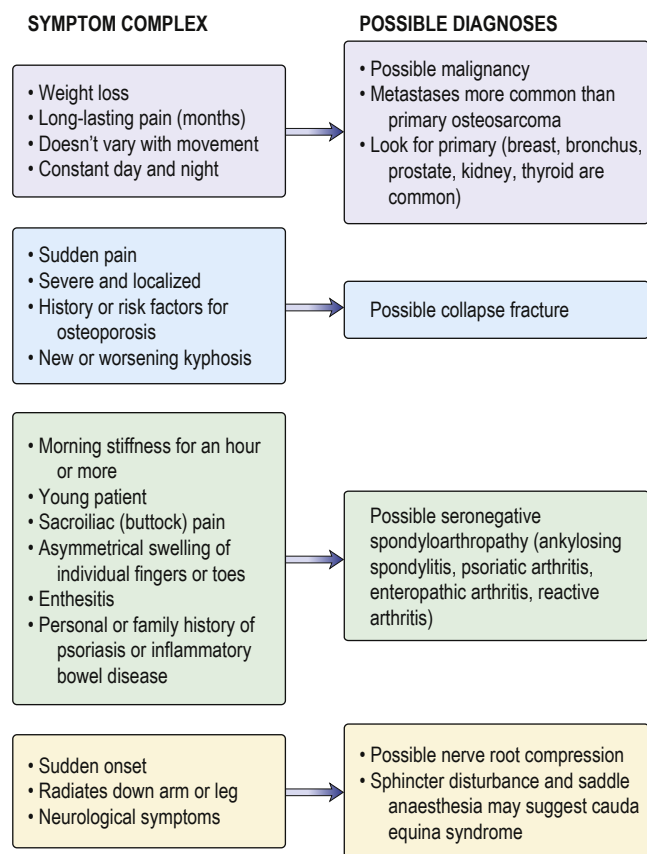 SYMPTOM COMPLEX
POSSIBLE DIAGNOSES
• Weight loss
• Long-lasting pain (months)
• Doesn’t vary with movement
• Constant day and night
• Possible malignancy
• Metastases more common than
primary osteosarcoma
• Look for primary (breast, bronchus,
prostate, kidney, thyroid are
common)
• Sudden pain
• Severe and localized
• History or risk factors for
osteoporosis
• New or worsening kyphosis
Possible collapse fracture
• Morning stiffness for an hour
or more
• Young patient
• Sacroiliac (buttock) pain
• Asymmetrical swelling of
individual fingers or toes
• Enthesitis
• Personal or family history of
psoriasis or inflammatory
bowel disease
Possible seronegative
spondyloarthropathy (ankylosing
spondylitis, psoriatic arthritis,
enteropathic arthritis, reactive
arthritis)
• Sudden onset
• Radiates down arm or leg
• Neurological symptoms
• Possible nerve root compression
• Sphincter disturbance and saddle
anaesthesia may suggest cauda
equina syndrome